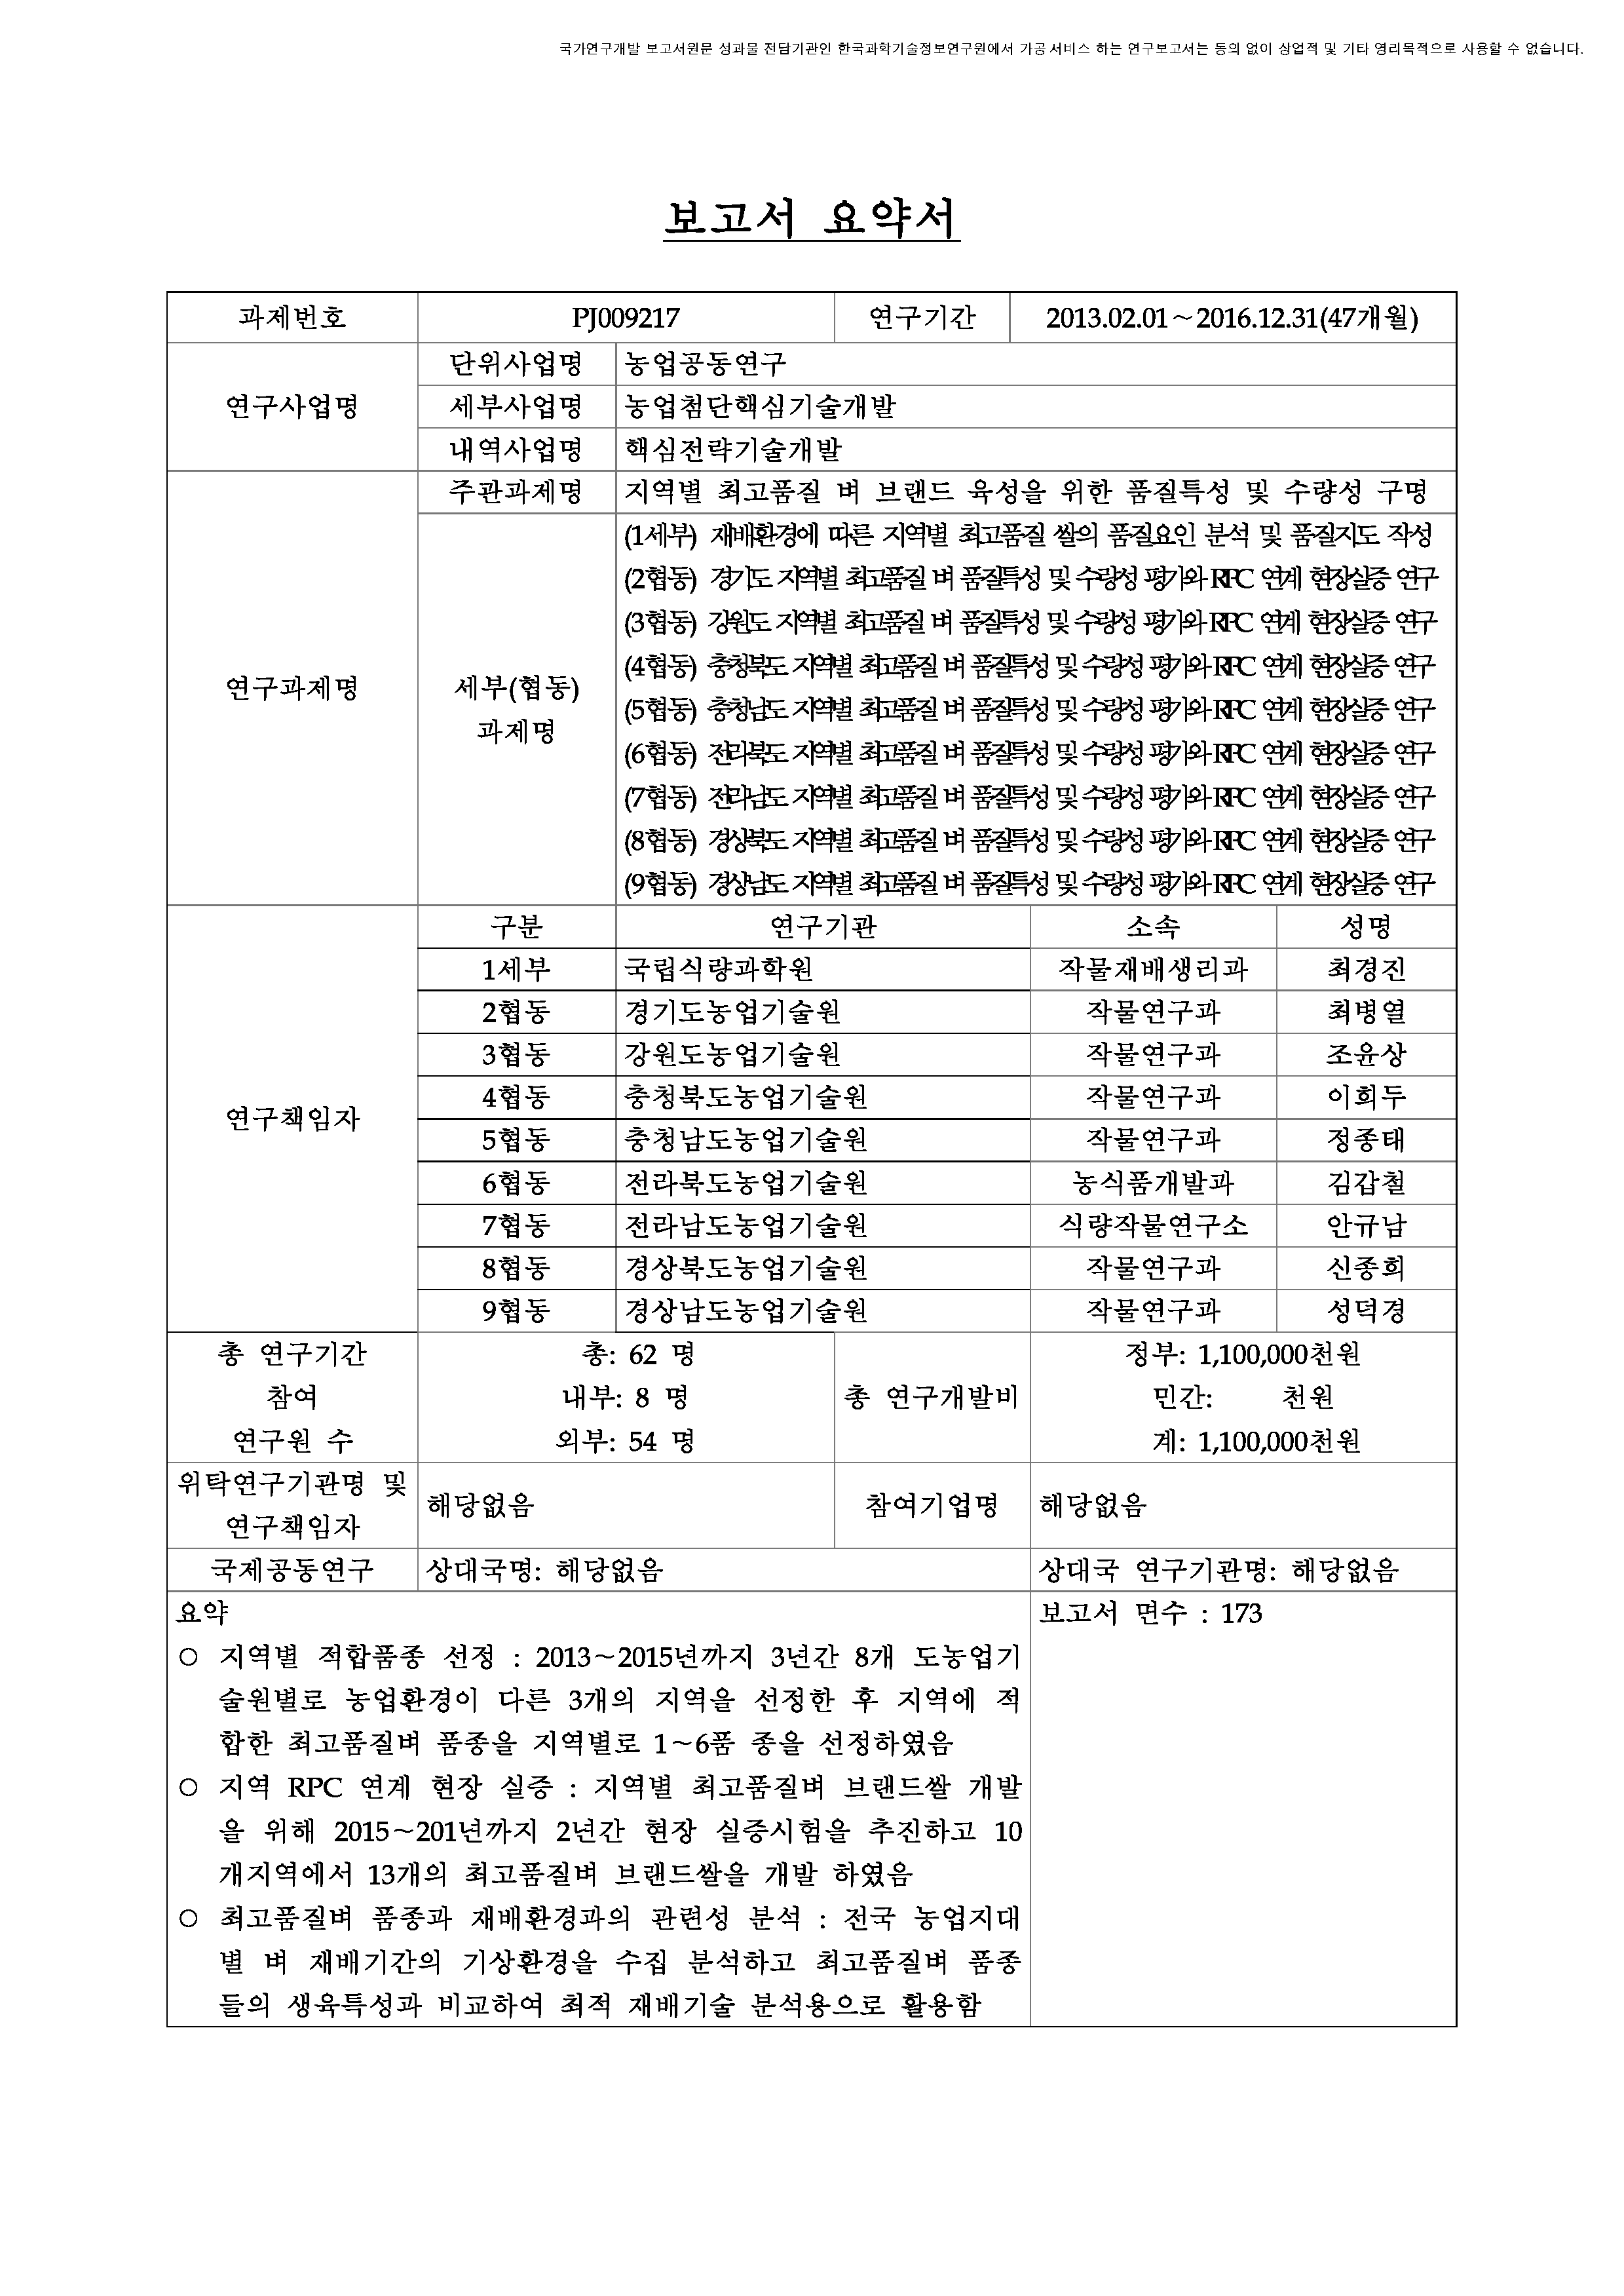 국가연구개발 보고서원문 성과물 전담기관인 한국과학기술정보연구원에서 가공·서비스 하는 연구보고서는 동의 없이 상업적 및 기타 영리목적으로 사용할 수 없습니다.
보고서 요약서
과제번호 PJ009217 연구기간 2013.02.01~2016.12.31(47개월)
연구사업명
단위사업명 농업공동연구
세부사업명 농업첨단핵심기술개발
내역사업명 핵심전략기술개발
연구과제명
주관과제명 지역별 최고품질 벼 브랜드 육성을 위한 품질특성 및 수량성 구명
세부(협동)
과제명
(1세부) 재배환경에 따른 지역별 최고품질 쌀의 품질요인 분석 및 품질지도 작성
(2협동) 경기도 지역별 최고품질 벼 품질특성 및 수량성 평가와 RPC 연계 현장실증 연구
(3협동) 강원도 지역별 최고품질 벼 품질특성 및 수량성 평가와 RPC 연계 현장실증 연구
(4협동) 충청북도 지역별 최고품질 벼 품질특성 및 수량성 평가와 RPC 연계 현장실증 연구
(5협동) 충청남도 지역별 최고품질 벼 품질특성 및 수량성 평가와 RPC 연계 현장실증 연구
(6협동) 전라북도 지역별 최고품질 벼 품질특성 및 수량성 평가와 RPC 연계 현장실증 연구
(7협동) 전라남도 지역별 최고품질 벼 품질특성 및 수량성 평가와 RPC 연계 현장실증 연구
(8협동) 경상북도 지역별 최고품질 벼 품질특성 및 수량성 평가와 RPC 연계 현장실증 연구
(9협동) 경상남도 지역별 최고품질 벼 품질특성 및 수량성 평가와 RPC 연계 현장실증 연구
연구책임자
구분 연구기관 소속 성명
1세부 국립식량과학원 작물재배생리과 최경진
2협동 경기도농업기술원 작물연구과 최병열
3협동 강원도농업기술원 작물연구과 조윤상
4협동 충청북도농업기술원 작물연구과 이희두
5협동 충청남도농업기술원 작물연구과 정종태
6협동 전라북도농업기술원 농식품개발과 김갑철
7협동 전라남도농업기술원 식량작물연구소 안규남
8협동 경상북도농업기술원 작물연구과 신종희
9협동 경상남도농업기술원 작물연구과 성덕경
총 연구기간
참여
연구원 수
총: 62 명
내부: 8 명
외부: 54 명
총 연구개발비
정부: 1,100,000천원
민간: 천원
계: 1,100,000천원
위탁연구기관명 및
연구책임자
해당없음
참여기업명
해당없음
국제공동연구 상대국명: 해당없음 상대국 연구기관명: 해당없음
요약
○ 지역별 적합품종 선정 : 2013~2015년까지 3년간 8개 도농업기
술원별로 농업환경이 다른 3개의 지역을 선정한 후 지역에 적
합한 최고품질벼 품종을 지역별로 1~6품 종을 선정하였음
○ 지역 RPC 연계 현장 실증 : 지역별 최고품질벼 브랜드쌀 개발
을 위해 2015~201년까지 2년간 현장 실증시험을 추진하고 10
개지역에서 13개의 최고품질벼 브랜드쌀을 개발 하였음
○ 최고품질벼 품종과 재배환경과의 관련성 분석 : 전국 농업지대
별 벼 재배기간의 기상환경을 수집 분석하고 최고품질벼 품종
들의 생육특성과 비교하여 최적 재배기술 분석용으로 활용함
보고서 면수 : 173